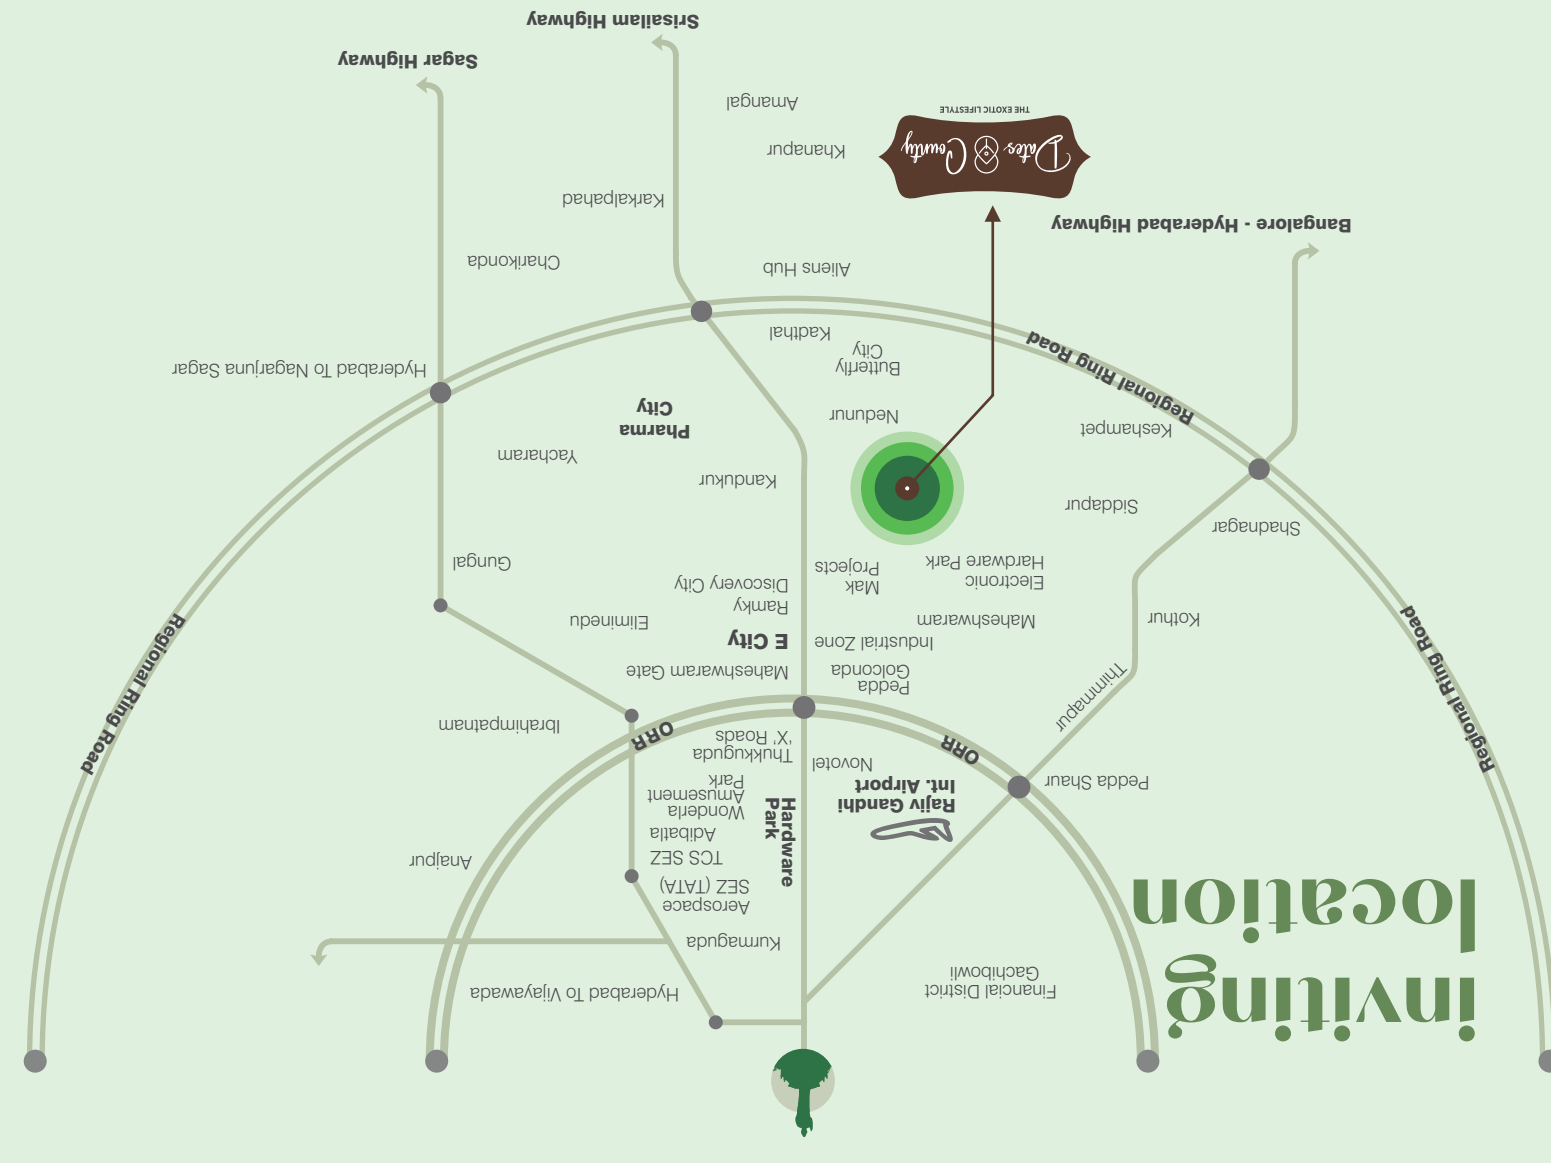 inviting
location
Financial District
Gachibowli
Hyderabad To Vijayawada
Kurmaguda
Aerospace
SEZ (TATA)
TCS SEZ
Adibatla
Wonderla
Amusement
Park
Hardware
Park
Anajpur
Rajiv Gandhi
Int. Airport
Novotel
Pedda Shaur
Thukkuguda
'X' Roads
ORR
ORR
Ibrahimpatnam
Thimmapur
Pedda
Golconda
Maheshwaram Gate
Industrial Zone
E City
Maheshwaram
Kothur
Eliminedu
Ramky
Discovery City
Mak
Projects
Electronic
Hardware Park
Gungal
Regional Ring Road
Regional Ring Road
Shadnagar
Siddapur
Kandukur
Yacharam
Pharma
City
Keshampet
Nedunur
Regional Ring Road
Butterfly
City
Kadthal
Hyderabad To Nagarjuna Sagar
Aliens Hub
Charikonda
Bangalore - Hyderabad Highway
Karkalpahad
Khanapur
Dates County
THE EXOTIC LIFESTYLE
Amangal
Sagar Highway
Srisailam Highway